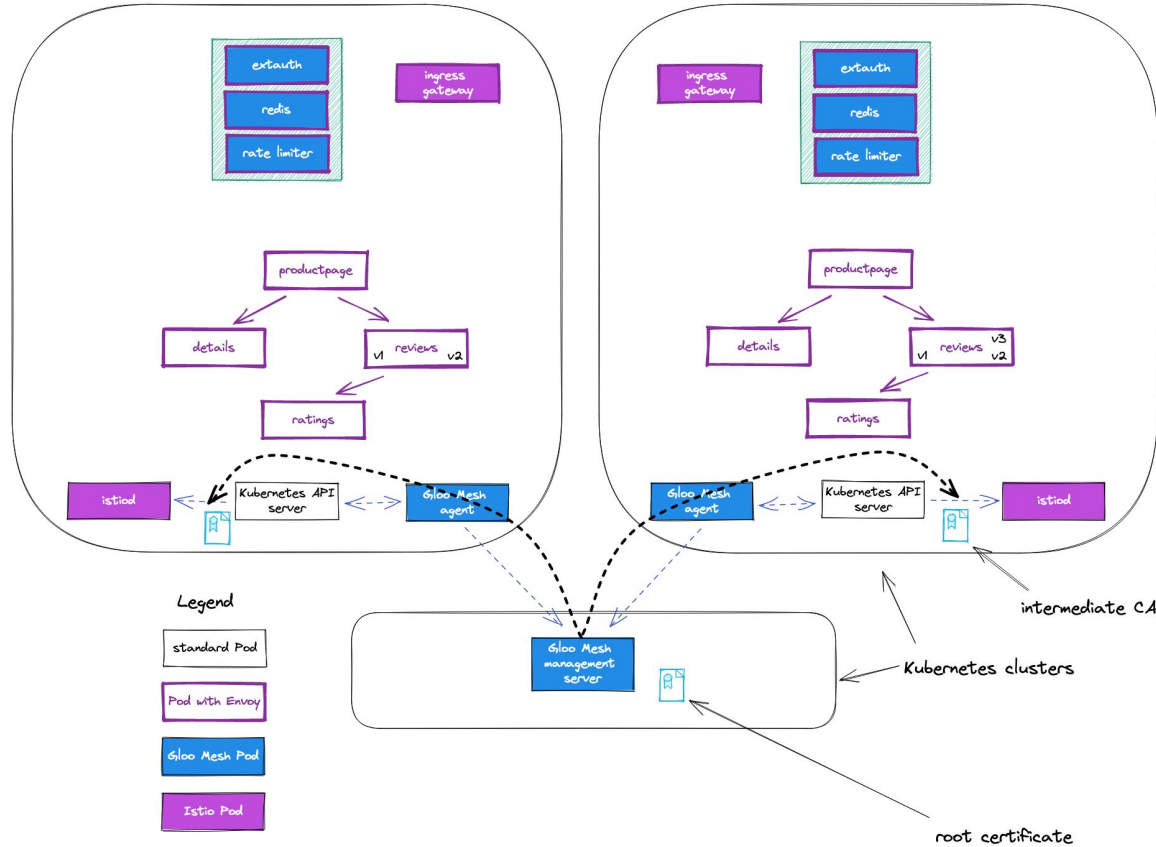 extauth
redis
rate limiter
ingress
gateway
productpage
details
reviews
v1
v2
ratings
istiod
Kubernetes API
server
Gloo Mesh
agent
ingress
gateway
extauth
redis
rate limiter
productpage
details
v3
reviews
v1
v2
ratings
Gloo Mesh
agent
Kubernetes API
server
istiod
intermediate CA
Kubernetes clusters
Gloo Mesh
management
server
root certificate
Legend
standard Pod
Pod with Envoy
Gloo Mesh Pod
Istio Pod